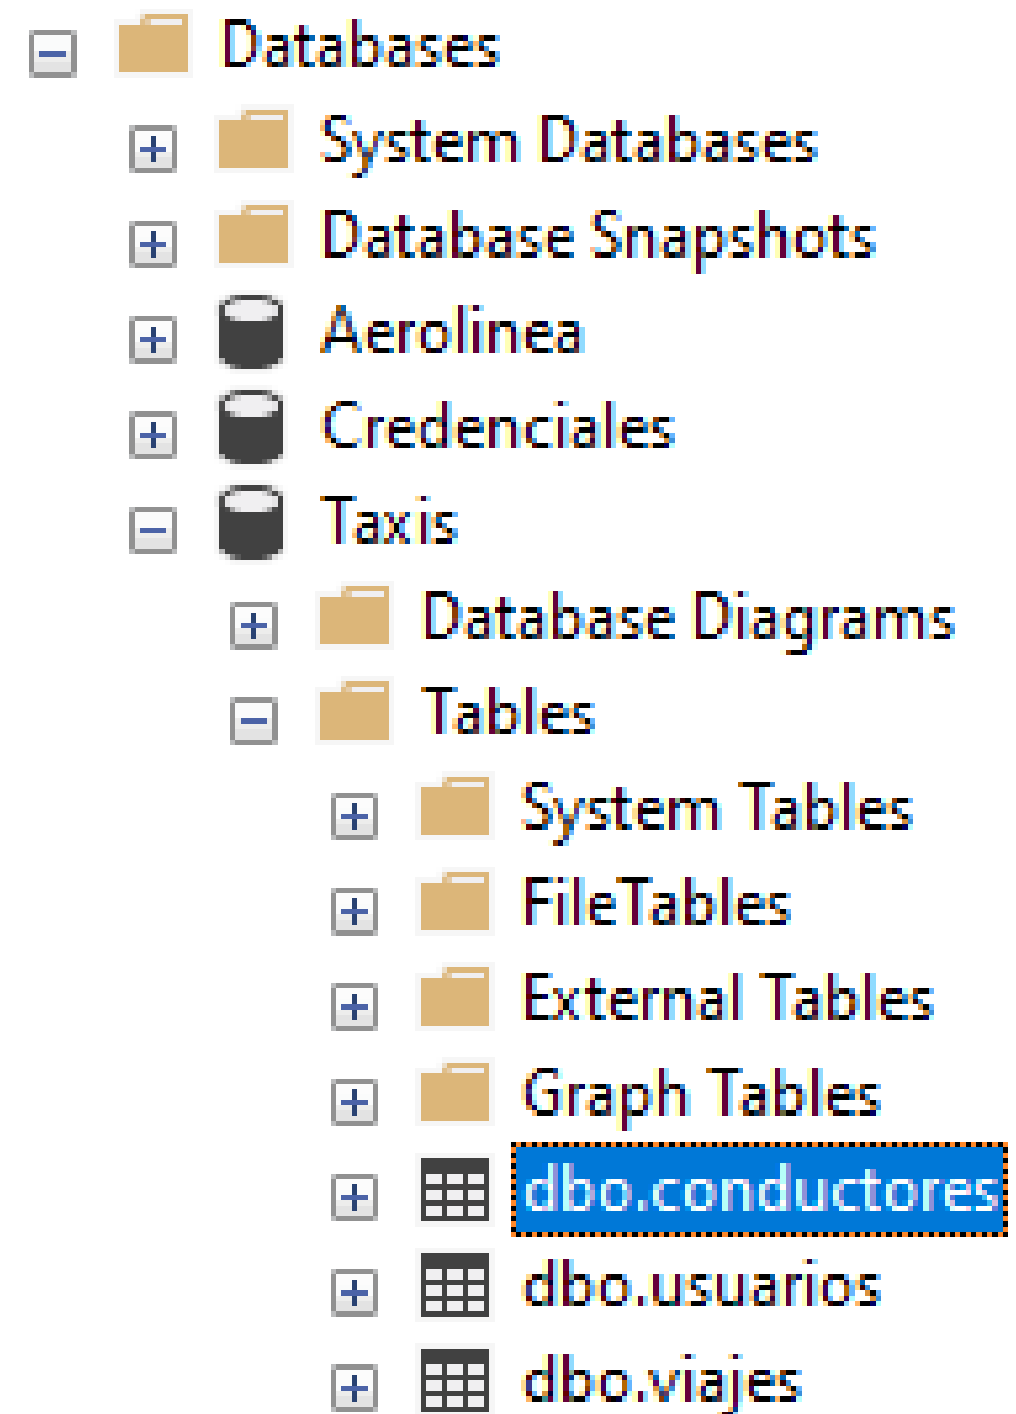 Databases
System Databases
Database Snapshots
Aerolinea
Credenciales
Taxis
Database Diagrams
Tables
System Tables
FileTables
External Tables
Graph Tables
dbo.conductores
dbo.usuarios
dbo.viajes